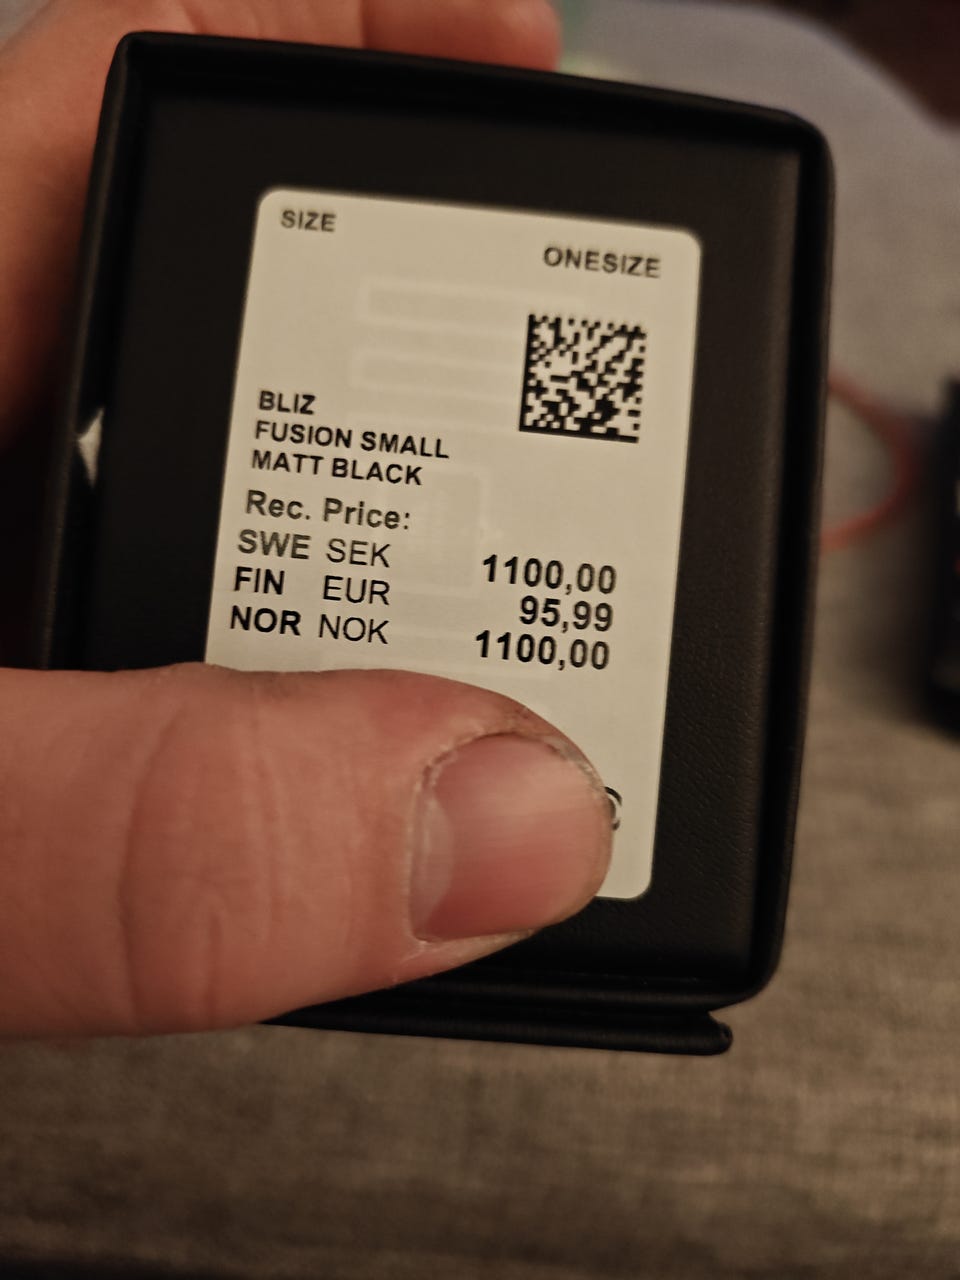 SIZE
ONESIZE
BLIZ
FUSION SMALL
MATT BLACK
Rec. Price:
SWE SEK 1100,00
FIN EUR 95,99
NOR NOK 1100,00